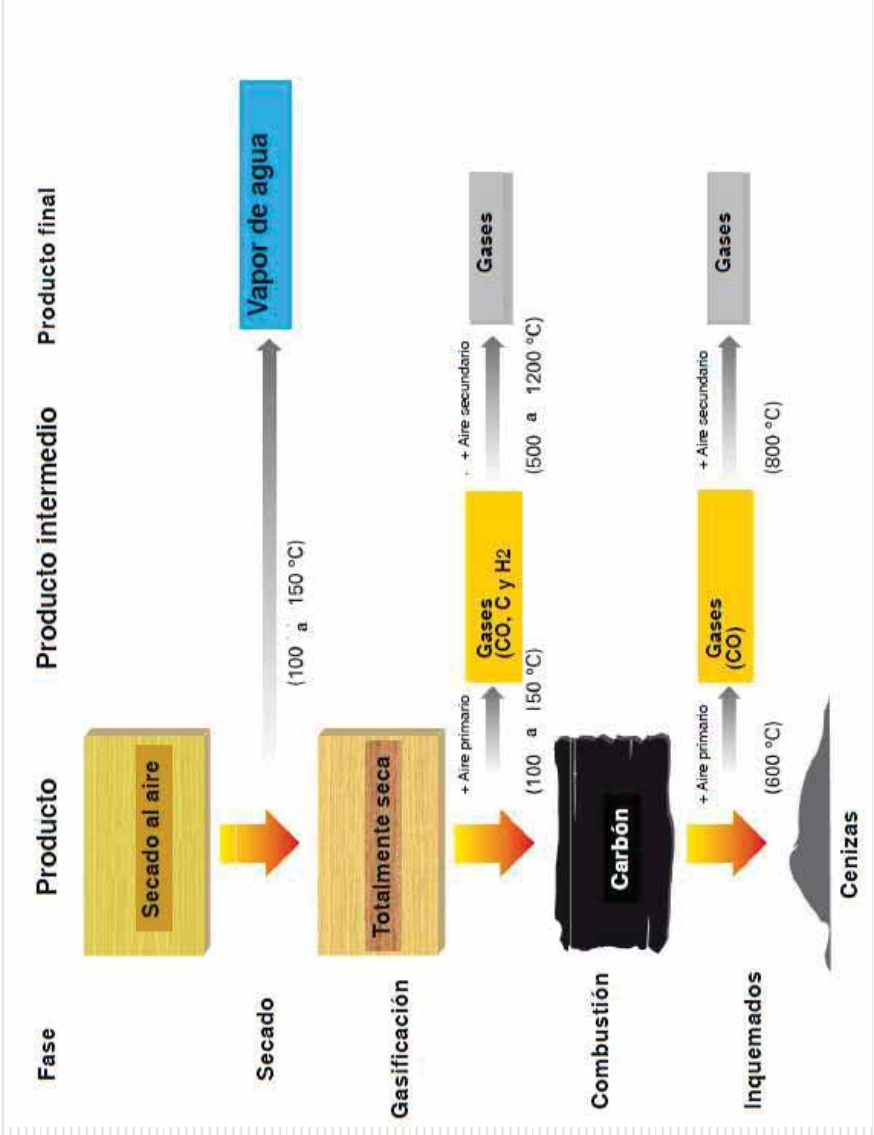 Fase
Producto
Producto intermedio
Producto final
Secado al aire
Secado
(100 a 150 °C)
Vapor de agua
Totalmente seca
Gasificación
+ Aire primario
(100 a 150 °C)
Gases
(CO, C y H2
+ Aire secundario
(500 a 1200 °C)
Gases
Carbón
Combustión
+ Aire primario
(600 °C)
Gases
(CO)
+ Aire secundario
(800 °C)
Gases
Inquemados
Cenizas